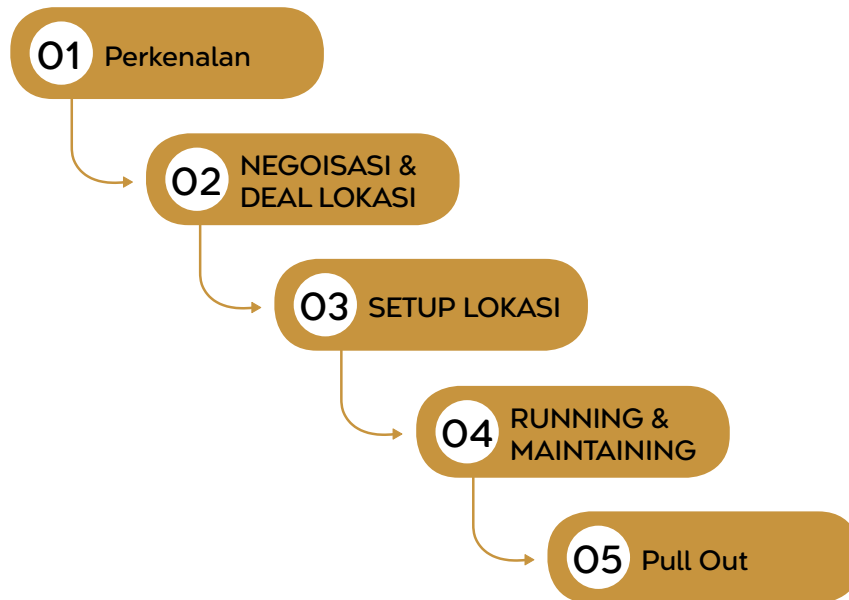 01 Perkenalan
02 NEGOISASI &
DEAL LOKASI
03 SETUP LOKASI
04 RUNNING &
MAINTAINING
05 Pull Out